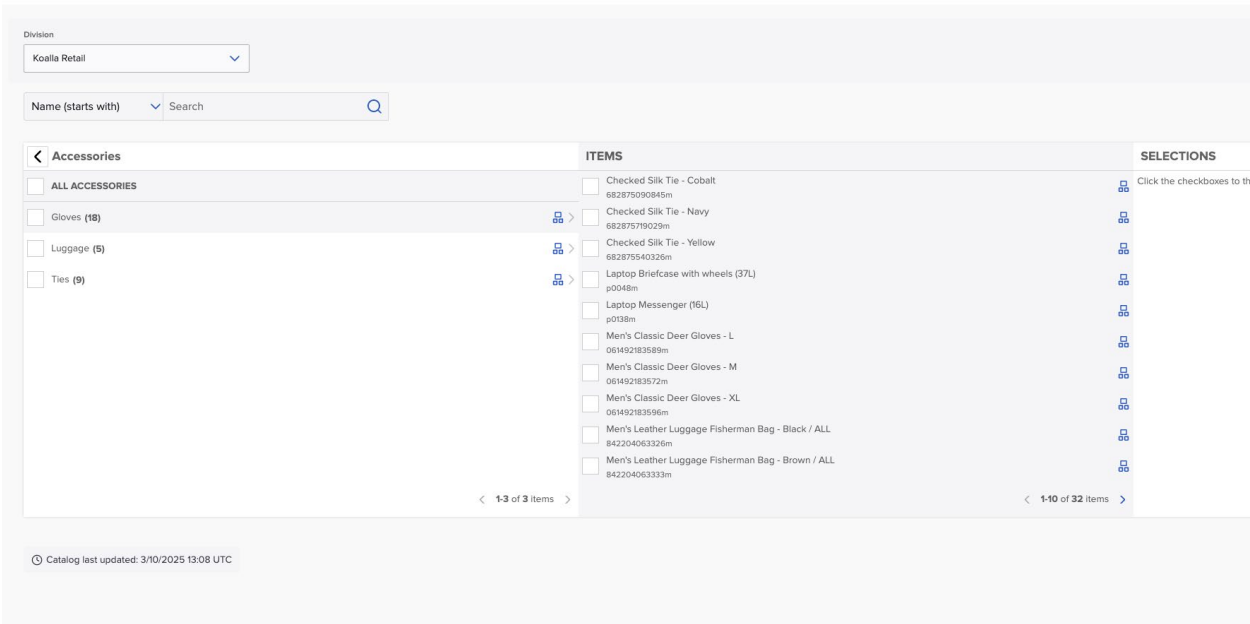 Division
Koalla Retail
Name (starts with) Search
Accessories
ALL ACCESSORIES
Gloves (18)
Luggage (5)
Ties (9)
1-3 of 3 items
ITEMS
Checked Silk Tie - Cobalt
682875090845m
Checked Silk Tie - Navy
682875719029m
Checked Silk Tie - Yellow
682875540326m
Laptop Briefcase with wheels (37L)
p0048m
Laptop Messenger (16L)
p0138m
Men's Classic Deer Gloves - L
061492183589m
Men's Classic Deer Gloves - M
061492183572m
Men's Classic Deer Gloves - XL
061492183596m
Men's Leather Luggage Fisherman Bag - Black / ALL
842204063326m
Men's Leather Luggage Fisherman Bag - Brown / ALL
842204063333m
1-10 of 32 items
SELECTIONS
Click the checkboxes to th
Catalog last updated: 3/10/2025 13:08 UTC